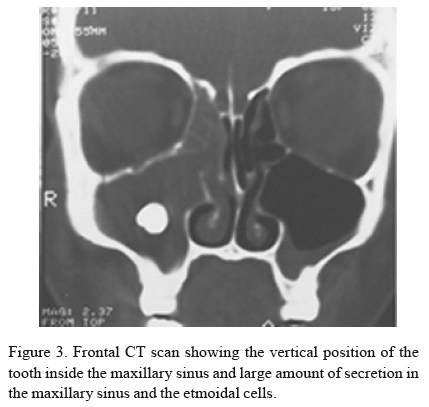 55MM
R
MAG: 2.37
FROM TOP
Figure 3. Frontal CT scan showing the vertical position of the
tooth inside the maxillary sinus and large amount of secretion in
the maxillary sinus and the etmoidal cells.